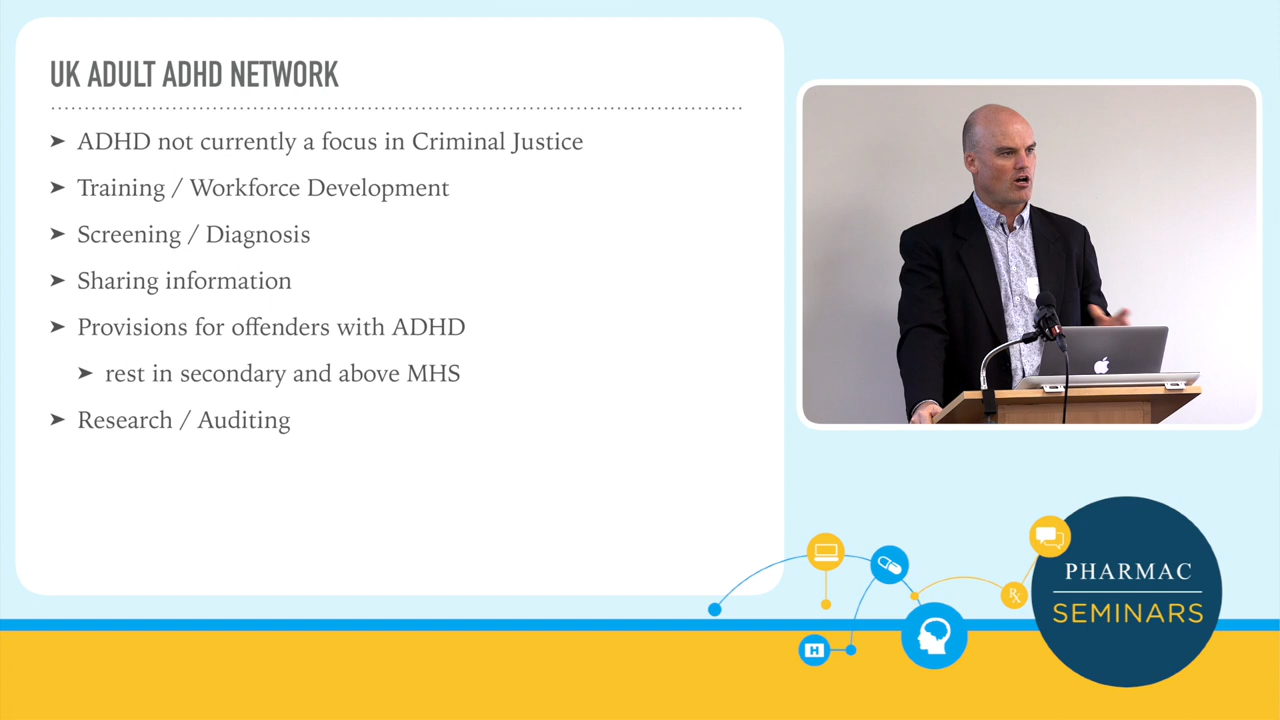 UK ADULT ADHD NETWORK
➤ ADHD not currently a focus in Criminal Justice
➤ Training / Workforce Development
➤ Screening / Diagnosis
➤ Sharing information
➤ Provisions for offenders with ADHD
➤ rest in secondary and above MHS
➤ Research / Auditing
Rx
H
PHARMAC
SEMINARS